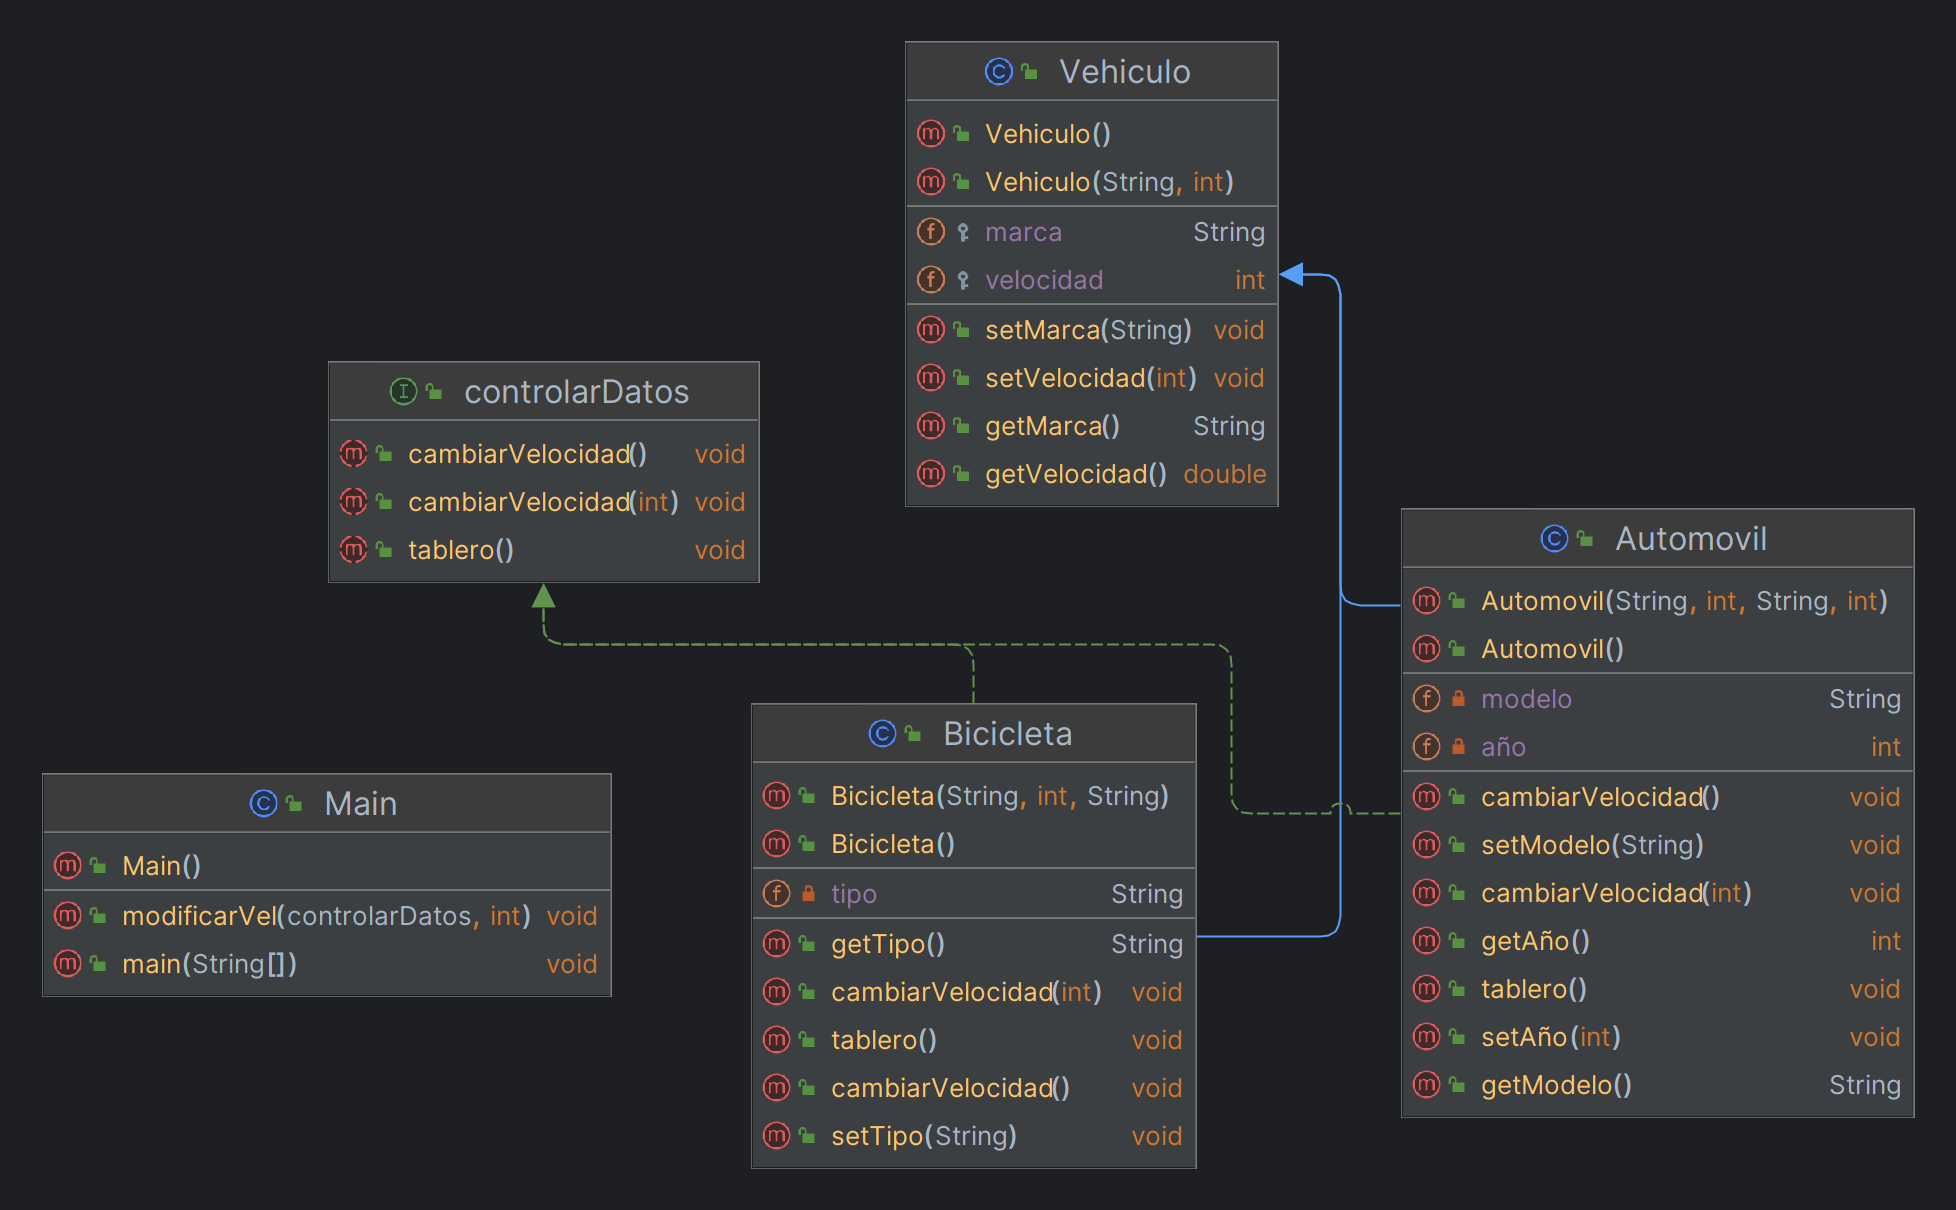 Vehiculo
Vehiculo()
Vehiculo(String, int)
marca String
velocidad int
setMarca(String) void
setVelocidad(int) void
getMarca() String
getVelocidad() double
controlarDatos
cambiarVelocidad() void
cambiarVelocidad(int) void
tablero() void
Automovil
Automovil(String, int, String, int)
Automovil()
modelo String
año int
cambiarVelocidad() void
setModelo(String) void
cambiarVelocidad(int) void
getAño() int
tablero() void
setAño(int) void
getModelo() String
Bicicleta
Bicicleta(String, int, String)
Bicicleta()
tipo String
getTipo() String
cambiarVelocidad(int) void
tablero() void
cambiarVelocidad() void
setTipo(String) void
Main
Main()
modificarVel(controlarDatos, int) void
main(String[]) void